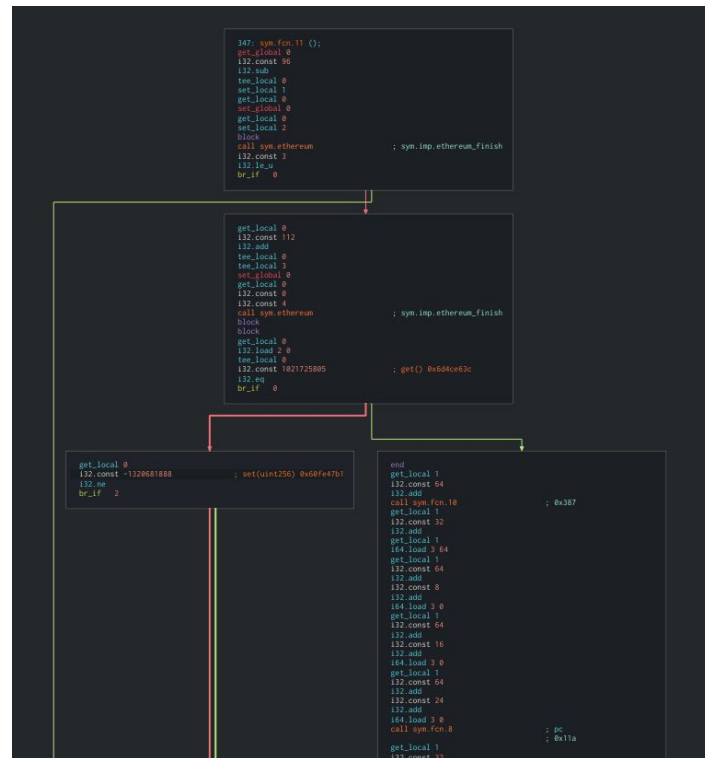 347: sym.fcn.11 ();
get_global 0
i32.const 96
i32.sub
tee_local 0
set_local 1
get_local 0
set_global 0
get_local 0
set_local 2
block
call sym.ethereum ; sym.imp.ethereum_finish
i32.const 3
i32.le_u
br_if 0
get_local 0
i32.const 112
i32.add
tee_local 0
tee_local 3
set_global 0
get_local 0
i32.const 0
i32.const 4
call sym.ethereum ; sym.imp.ethereum_finish
block
block
get_local 0
i32.load 2 0
tee_local 0
i32.const 1021725805 ; get() 0x6d4ce63c
i32.eq
br_if 0
get_local 0
i32.const -1320681888 ; set(uint256) 0x60fe47b1
i32.ne
br_if 2
end
get_local 1
i32.const 64
i32.add
call sym.fcn.10 ; 0x387
get_local 1
i32.const 32
i32.add
get_local 1
i64.load 3 64
get_local 1
i32.const 64
i32.add
i32.const 8
i32.add
i64.load 3 0
get_local 1
i32.const 64
i32.add
i32.const 16
i32.add
i64.load 3 0
get_local 1
i32.const 64
i32.add
i32.const 24
i32.add
i64.load 3 0
call sym.fcn.8 ; pc
; 0x11a
get_local 1
i32.const 32